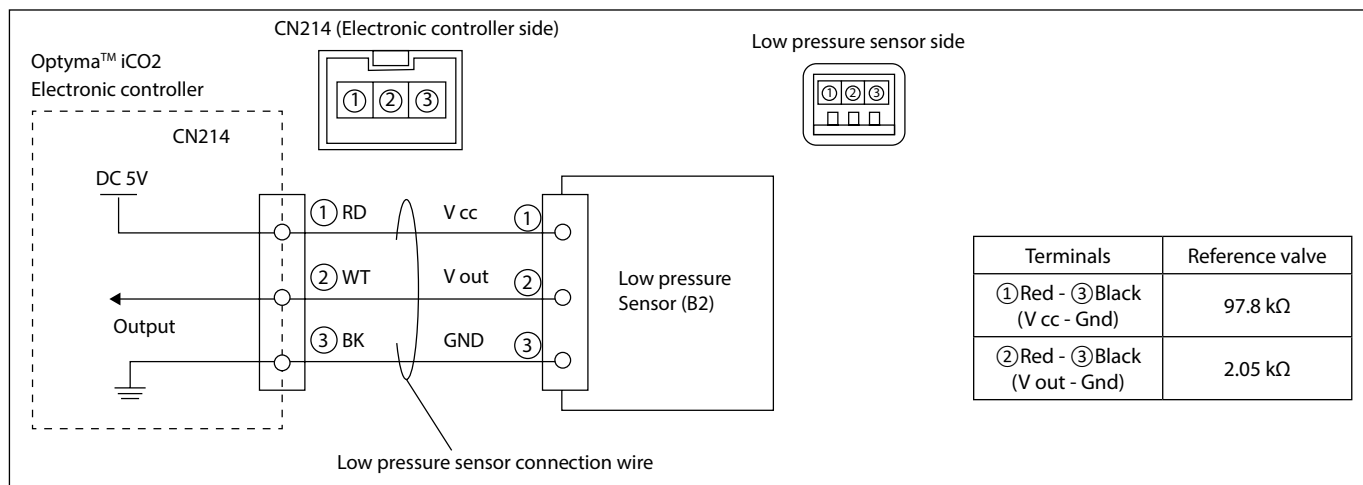 CN214 (Electronic controller side)
① ② ③
Low pressure sensor side
① ② ③
Optyma™ iCO2
Electronic controller
CN214
DC 5V
① RD V cc ①
② WT V out ②
Output
③ BK GND ③
Low pressure
Sensor (B2)
Low pressure sensor connection wire
Terminals Reference valve
①Red - ③Black
(V cc - Gnd)
97.8 kΩ
②Red - ③Black
(V out - Gnd)
2.05 kΩ